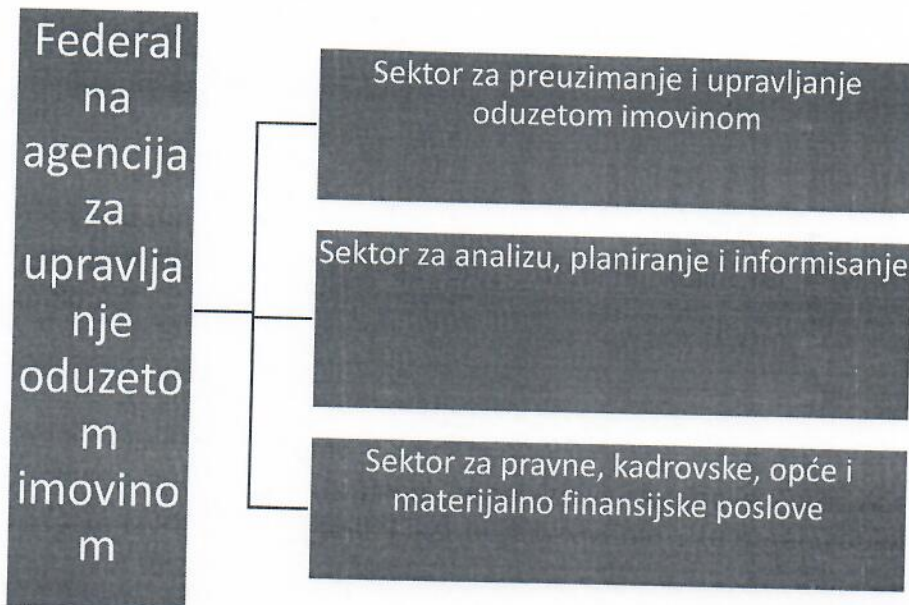 Federal
na
agencija
za
upravlja
nje
oduzeto
m
imovino
m
Sektor za preuzimanje i upravljanje
oduzetom imovinom
Sektor za analizu, planiranje i informisanje
Sektor za pravne, kadrovske, opće i
materijalno finansijske poslove